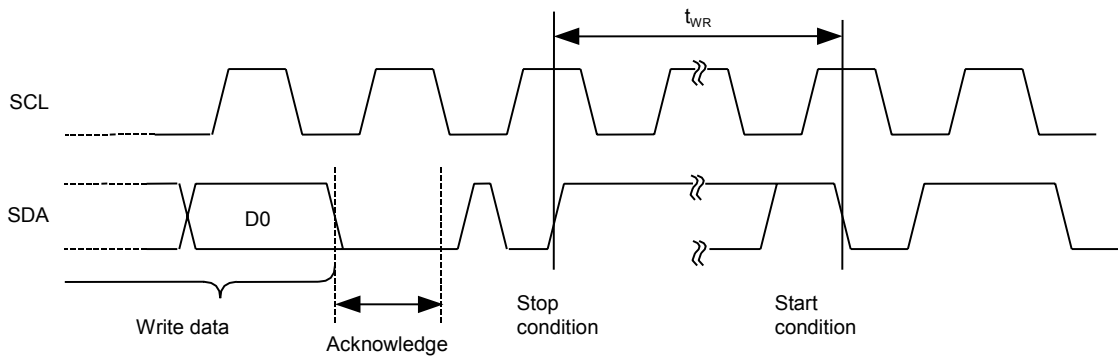 tWR
SCL
SDA
D0
Write data
Acknowledge
Stop
condition
Start
condition